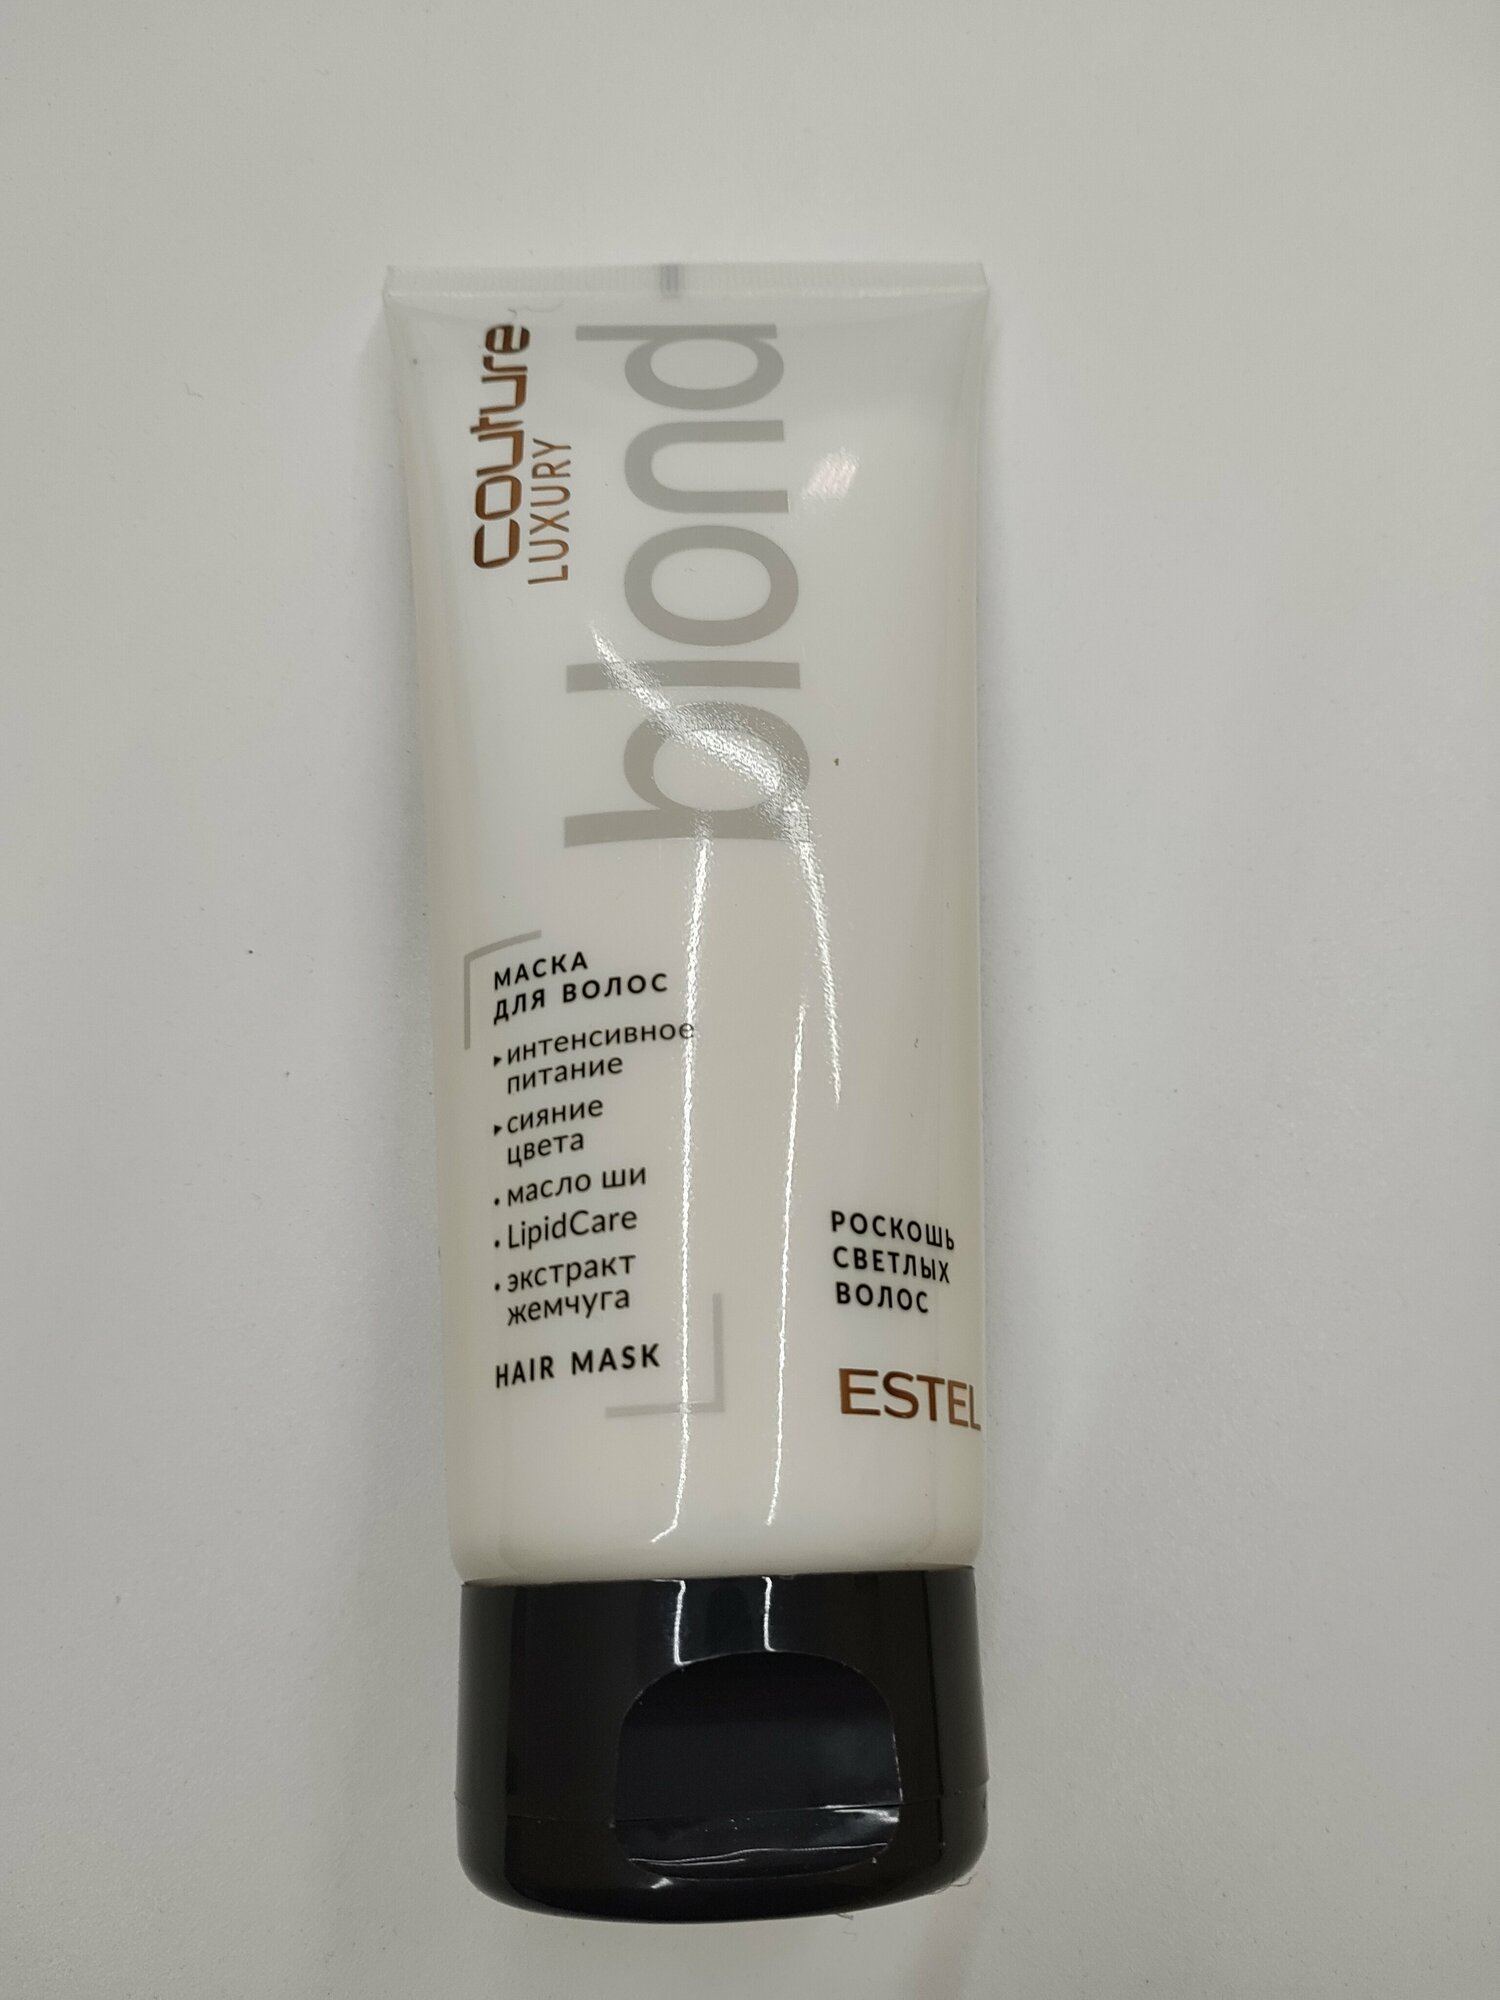 couture
LUXURY
blond
МАСКА
ДЛЯ ВОЛОС
▸интенсивное
питание
▸сияние
цвета
• масло ши
• LipidCare
• экстракт
жемчуга
HAIR MASK
РОСКОШЬ
СВЕТЛЫХ
ВОЛОС
ESTEL